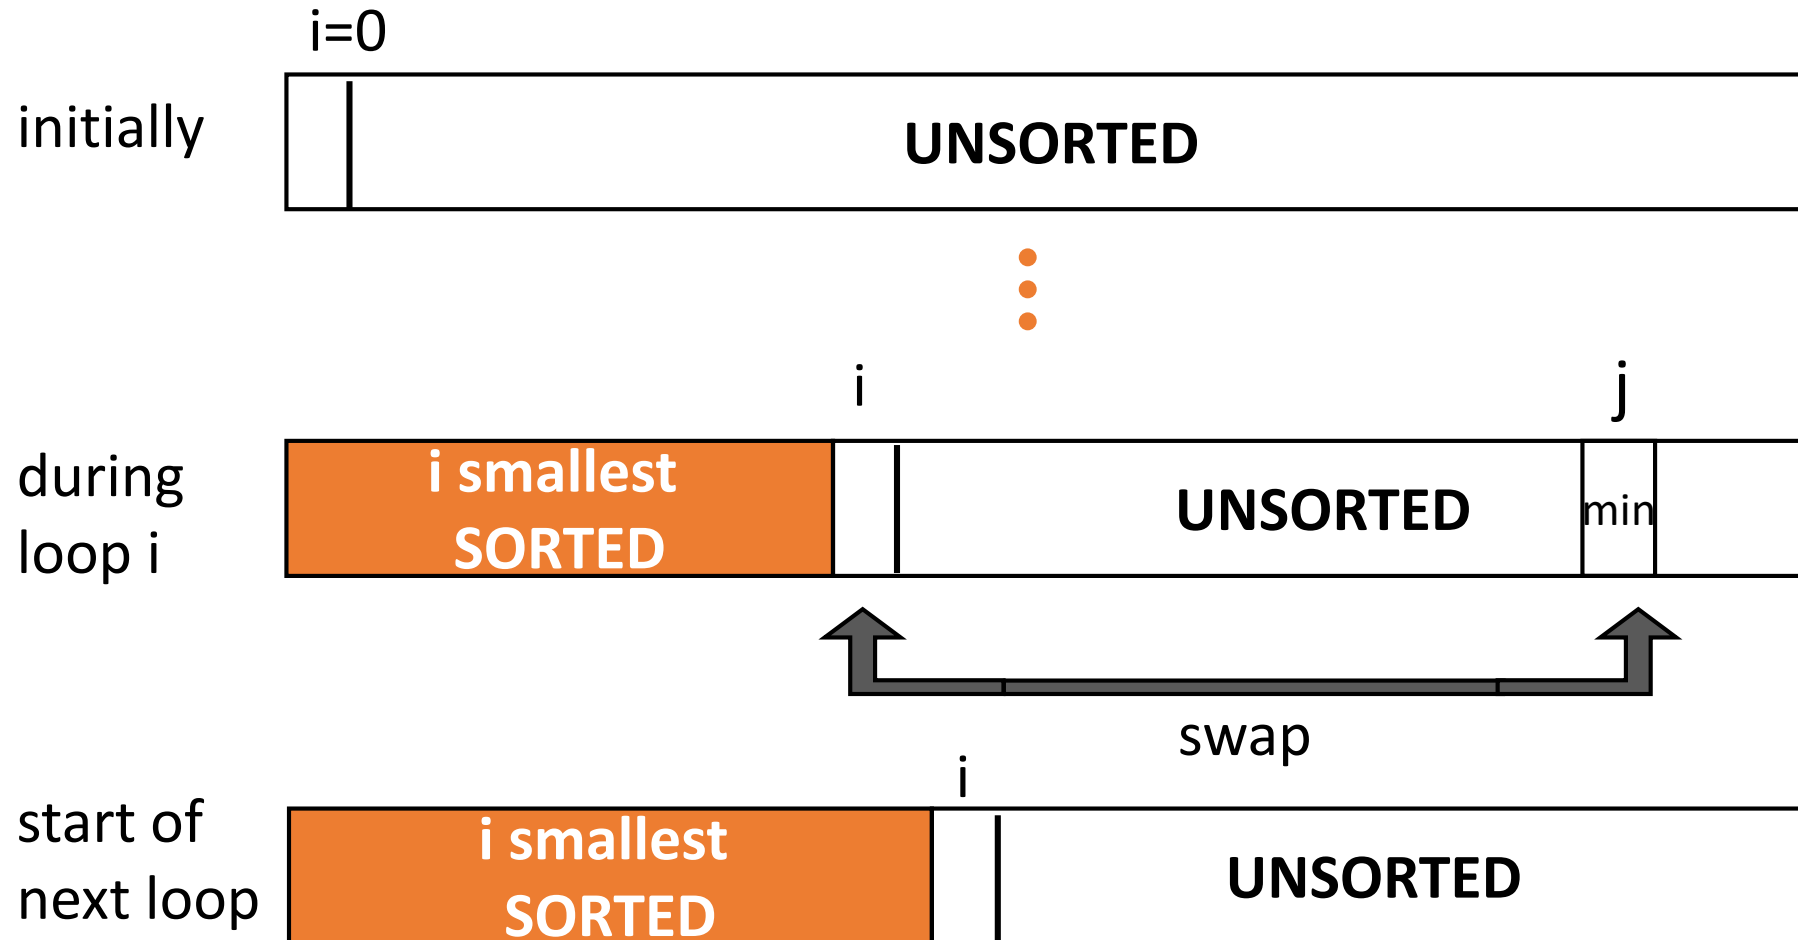 i=0
initially
UNSORTED
i
j
during
loop i
i smallest
SORTED
UNSORTED
min
swap
i
start of
next loop
i smallest
SORTED
UNSORTED